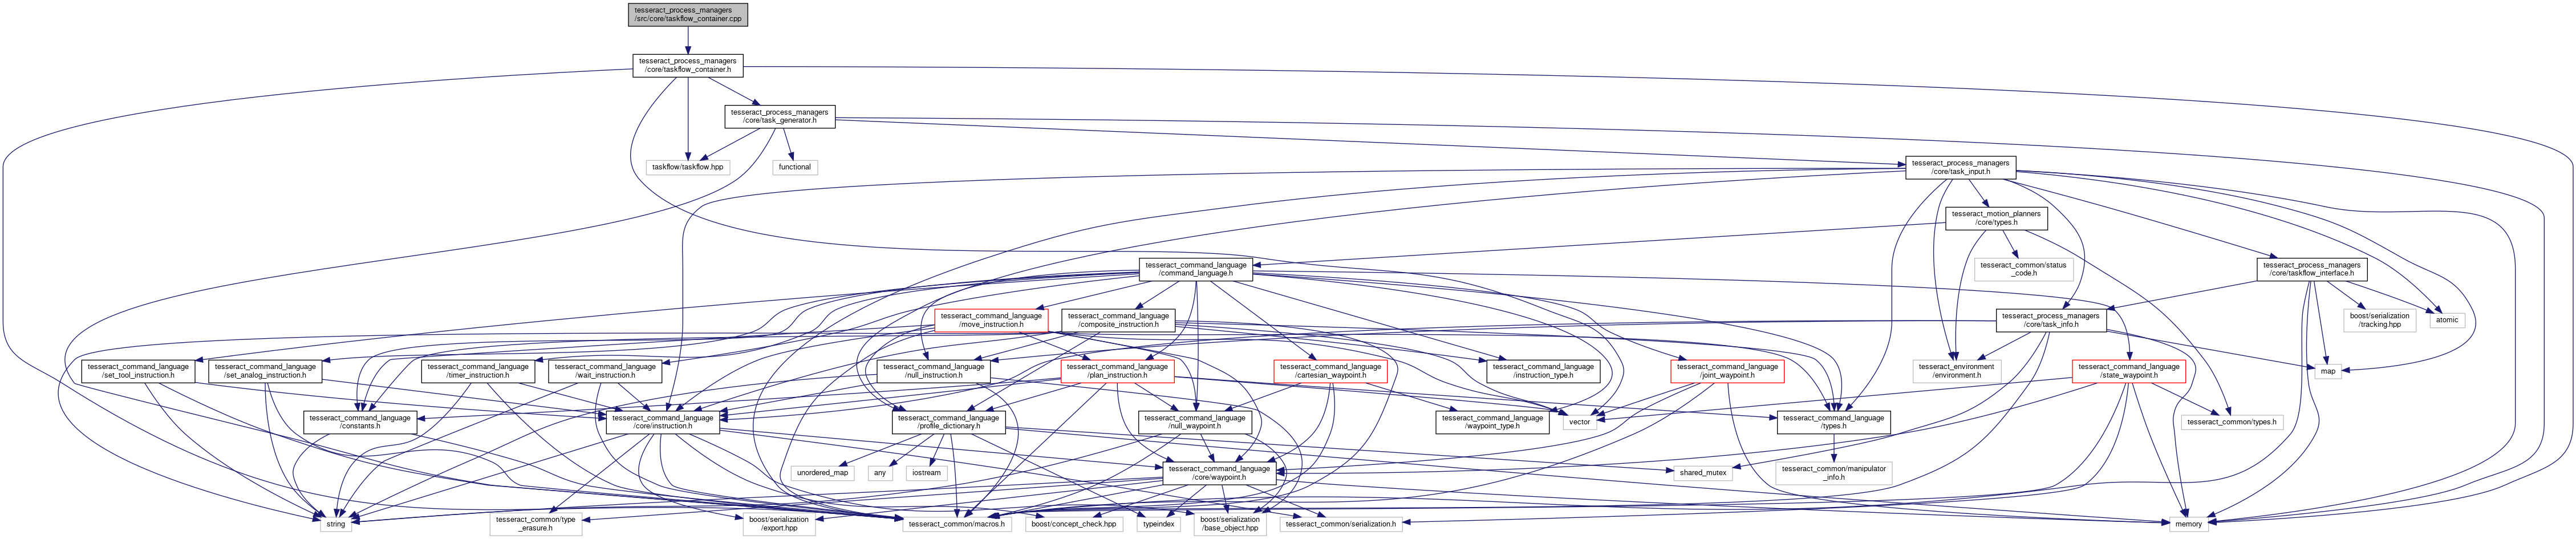 tesseract_process_managers
/src/core/taskflow_container.cpp
tesseract_process_managers
/core/taskflow_container.h
tesseract_process_managers
/core/task_generator.h
taskflow/taskflow.hpp
functional
tesseract_process_managers
/core/task_input.h
tesseract_motion_planners
/core/types.h
tesseract_command_language
/command_language.h
tesseract_common/status
_code.h
tesseract_process_managers
/core/taskflow_interface.h
tesseract_command_language
/move_instruction.h
tesseract_command_language
/composite_instruction.h
tesseract_process_managers
/core/task_info.h
boost/serialization
/tracking.hpp
atomic
tesseract_command_language
/set_tool_instruction.h
tesseract_command_language
/set_analog_instruction.h
tesseract_command_language
/timer_instruction.h
tesseract_command_language
/wait_instruction.h
tesseract_command_language
/null_instruction.h
tesseract_command_language
/plan_instruction.h
tesseract_command_language
/cartesian_waypoint.h
tesseract_command_language
/instruction_type.h
tesseract_command_language
/joint_waypoint.h
tesseract_environment
/environment.h
tesseract_command_language
/state_waypoint.h
map
tesseract_command_language
/constants.h
tesseract_command_language
/core/instruction.h
tesseract_command_language
/profile_dictionary.h
tesseract_command_language
/null_waypoint.h
tesseract_command_language
/waypoint_type.h
vector
tesseract_command_language
/types.h
tesseract_common/types.h
unordered_map
any
iostream
tesseract_command_language
/core/waypoint.h
shared_mutex
tesseract_common/manipulator
_info.h
string
tesseract_common/type
_erasure.h
boost/serialization
/export.hpp
tesseract_common/macros.h
boost/concept_check.hpp
typeindex
boost/serialization
/base_object.hpp
tesseract_common/serialization.h
memory